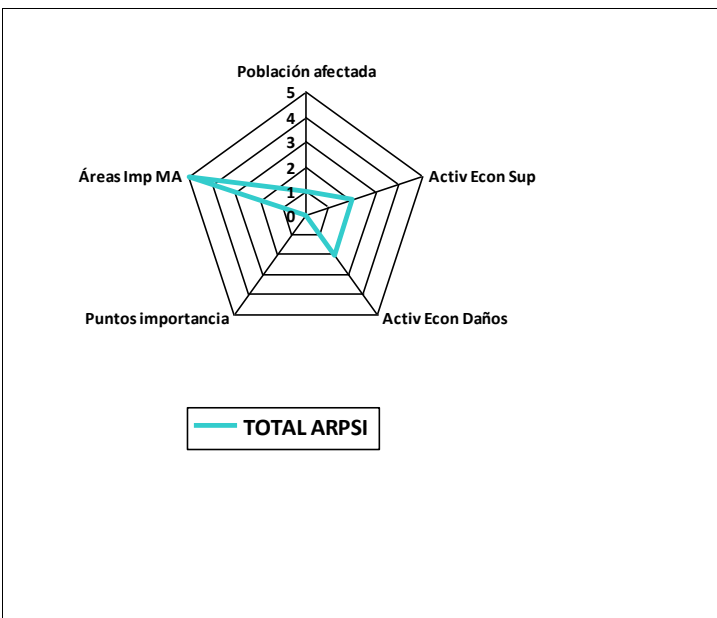 Población afectada
5
4
3
2
1
0
Áreas Imp MA
Activ Econ Sup
Puntos importancia
Activ Econ Daños
TOTAL ARPSI